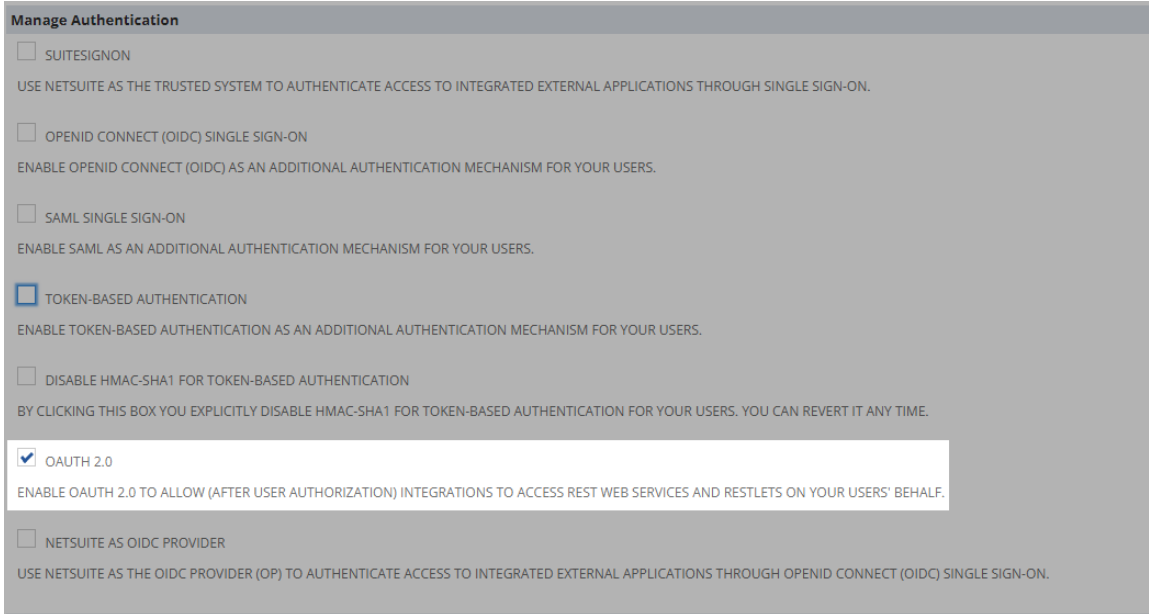 Manage Authentication
SUITESIGNON
USE NETSUITE AS THE TRUSTED SYSTEM TO AUTHENTICATE ACCESS TO INTEGRATED EXTERNAL APPLICATIONS THROUGH SINGLE SIGN-ON.
OPENID CONNECT (OIDC) SINGLE SIGN-ON
ENABLE OPENID CONNECT (OIDC) AS AN ADDITIONAL AUTHENTICATION MECHANISM FOR YOUR USERS.
SAML SINGLE SIGN-ON
ENABLE SAML AS AN ADDITIONAL AUTHENTICATION MECHANISM FOR YOUR USERS.
TOKEN-BASED AUTHENTICATION
ENABLE TOKEN-BASED AUTHENTICATION AS AN ADDITIONAL AUTHENTICATION MECHANISM FOR YOUR USERS.
DISABLE HMAC-SHA1 FOR TOKEN-BASED AUTHENTICATION
BY CLICKING THIS BOX YOU EXPLICITLY DISABLE HMAC-SHA1 FOR TOKEN-BASED AUTHENTICATION FOR YOUR USERS. YOU CAN REVERT IT ANY TIME.
OAUTH 2.0
ENABLE OAUTH 2.0 TO ALLOW (AFTER USER AUTHORIZATION) INTEGRATIONS TO ACCESS REST WEB SERVICES AND RESTLETS ON YOUR USERS' BEHALF.
NETSUITE AS OIDC PROVIDER
USE NETSUITE AS THE OIDC PROVIDER (OP) TO AUTHENTICATE ACCESS TO INTEGRATED EXTERNAL APPLICATIONS THROUGH OPENID CONNECT (OIDC) SINGLE SIGN-ON.